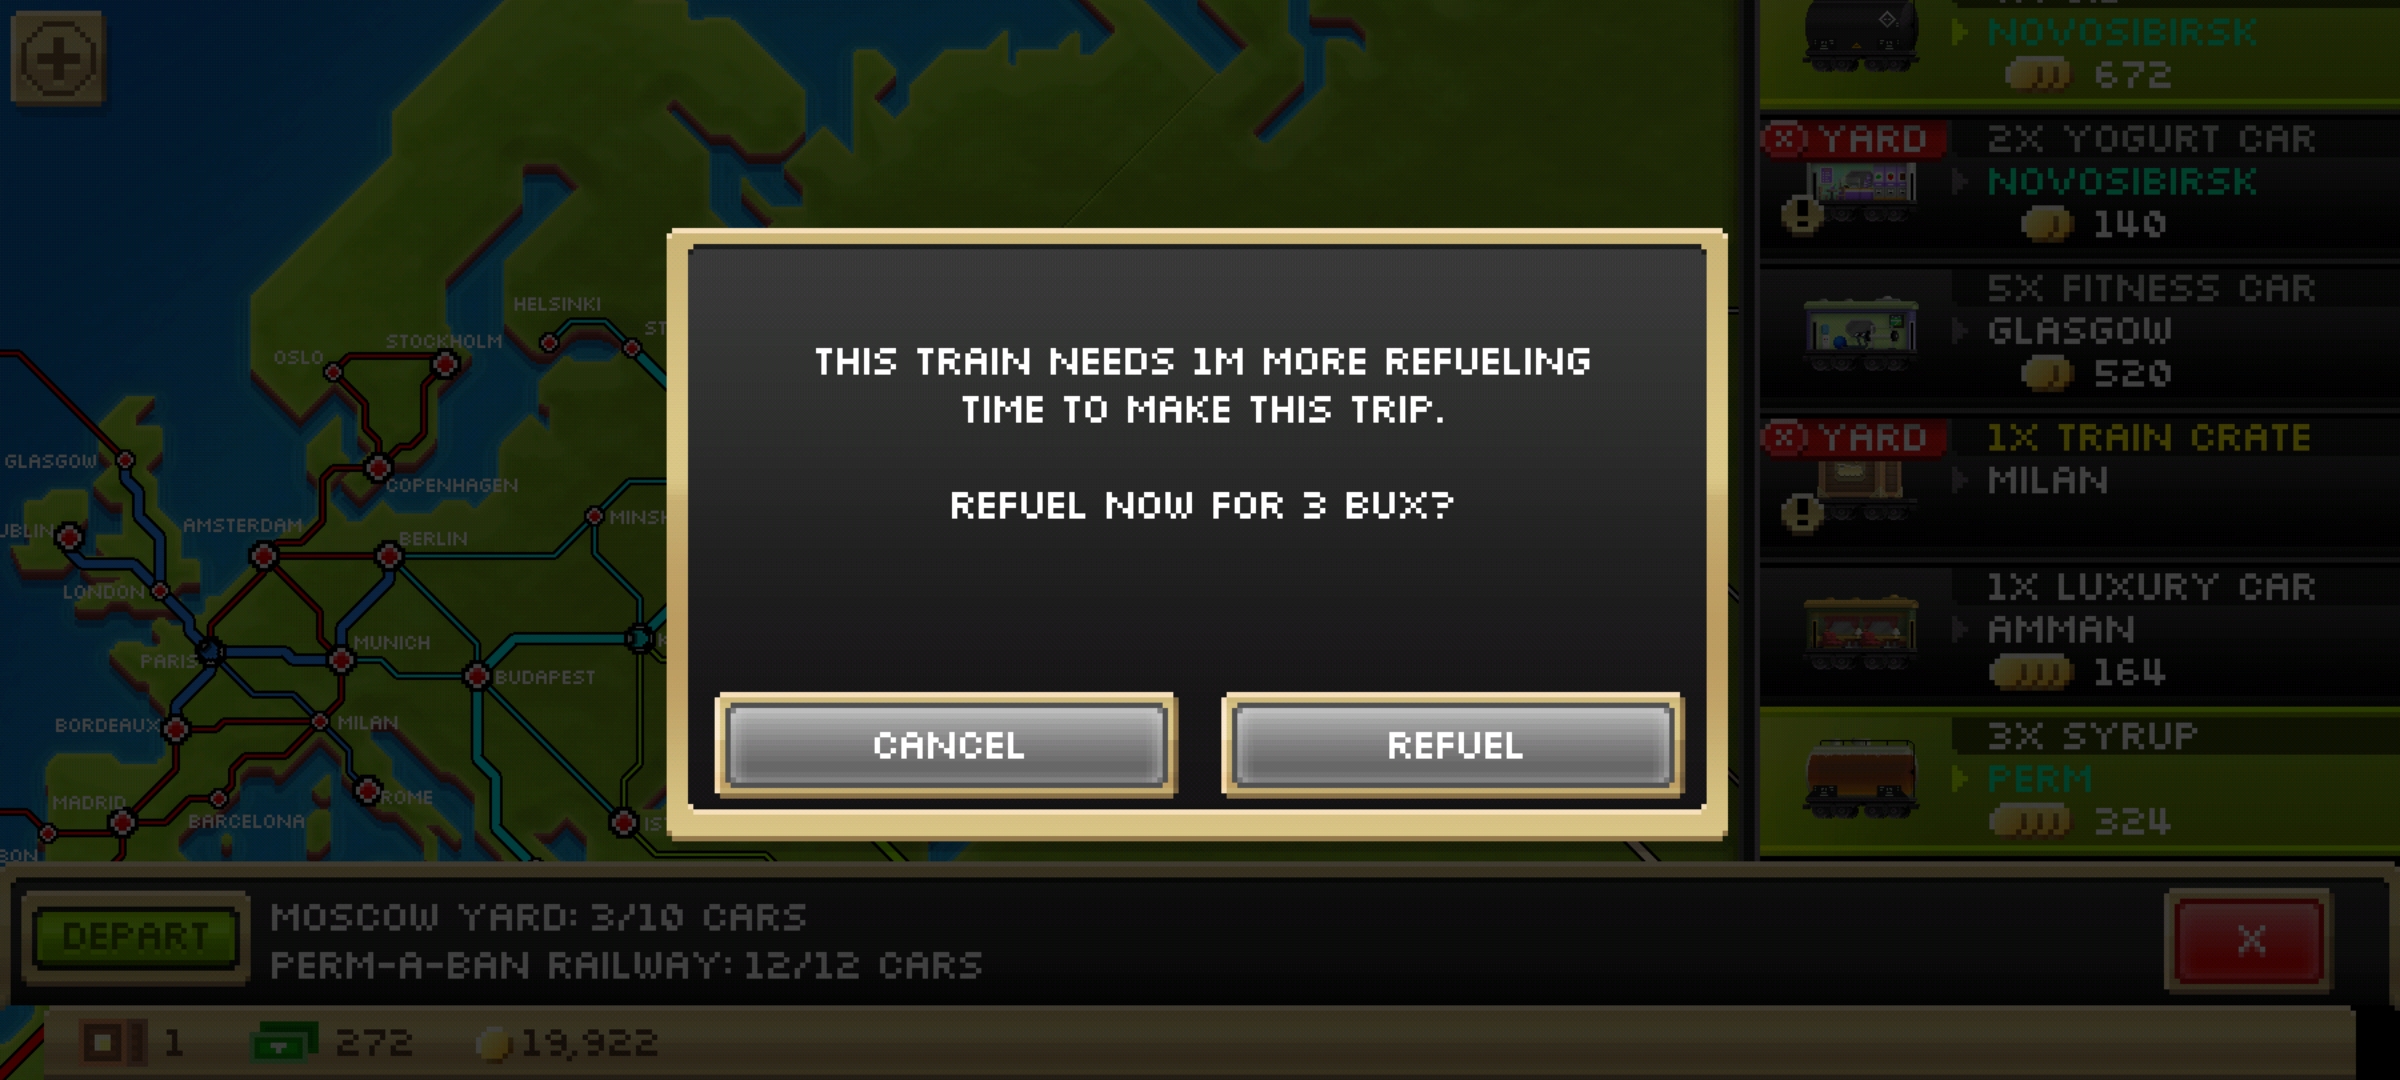 NOVOSIBIRSK
672
YARD
2X YOGURT CAR
NOVOSIBIRSK
140
5X FITNESS CAR
GLASGOW
520
YARD
1X TRAIN CRATE
MILAN
1X LUXURY CAR
AMMAN
164
3X SYRUP
PERM
324
HELSINKI
ST
STOCKHOLM
OSLO
GLASGOW
COPENHAGEN
UBLIN
AMSTERDAM
BERLIN
MINSK
LONDON
MUNICH
K
PARIS
BUDAPEST
BORDEAUX
MILAN
MADRID
ROME
BARCELONA
IS
BON
THIS TRAIN NEEDS 1M MORE REFUELING
TIME TO MAKE THIS TRIP.
REFUEL NOW FOR 3 BUX?
CANCEL
REFUEL
DEPART
MOSCOW YARD: 3/10 CARS
PERM-A-BAN RAILWAY: 12/12 CARS
X
1
272
19,922